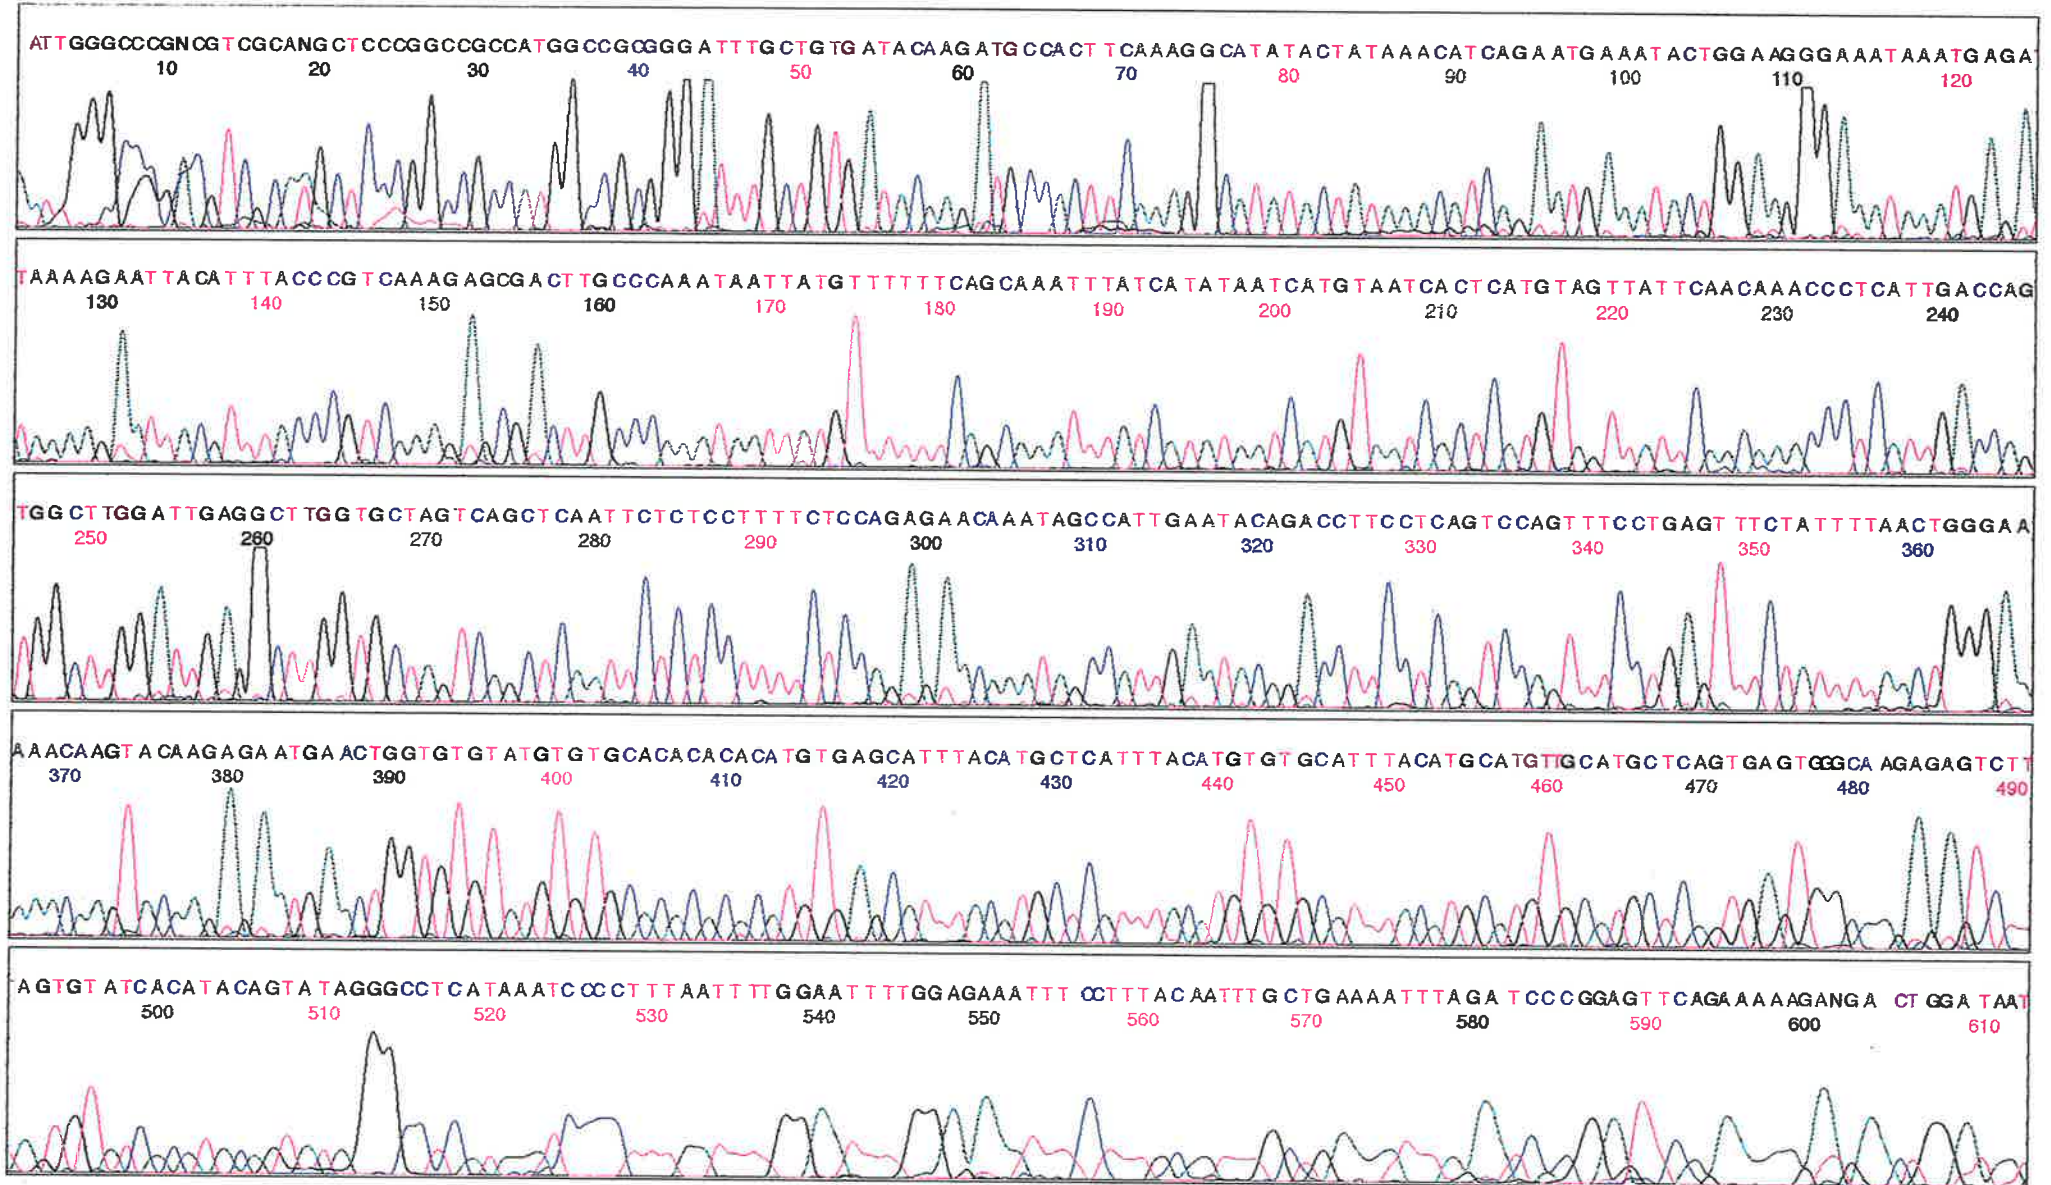 ATTGGGCCCGNCGTCGCANGCTCCCGGCCGCCATGGCCGCGGGATTTGCTGTGATACAAGATGCCACTTCAAAGGCATATACTATAAACATCAGAATGAAATACTGGAAGGGAAATAAATGAGAT
10 20 30 40 50 60 70 80 90 100 110 120
TAAAAGAATTACATTTACCCGTCAAAGAGCGACTTGCCCAAATAATTATGTTTTTTCAGCAAATTTATCATATAATCATGTAATCACTCATGTAGTTATTCAACAAACCCTCATTGACCAG
130 140 150 160 170 180 190 200 210 220 230 240
TGGCTTGGATTGAGGCTTGGTGCTAGTCAGCTCAATTCTCTCCTTTTCTCCAGAGAACAAATAGCCATTGAATACAGACCTTCCTCAGTCCAGTTTCCTGAGTTTCTATTTTAACTGGGAA
250 260 270 280 290 300 310 320 330 340 350 360
AAACAAGTACAAGAGAATGAACTGGTGTGTATGTGTGCACACACACATGTGAGCATTTACATGCTCATTTACATGTGTGCATTTACATGCATGTTGCATGCTCAGTGAGTGGGCAAGAGAGTCTT
370 380 390 400 410 420 430 440 450 460 470 480 490
AGTGTATCACATACAGTATAGGGCCTCATAAATCCCCTTTAATTTTGGAATTTTGGAGAAATTTCCTTTACAATTTGCTGAAAATTTAGATCCCGGAGTTCAGAAAAAGANGACTGGATAAT
500 510 520 530 540 550 560 570 580 590 600 610